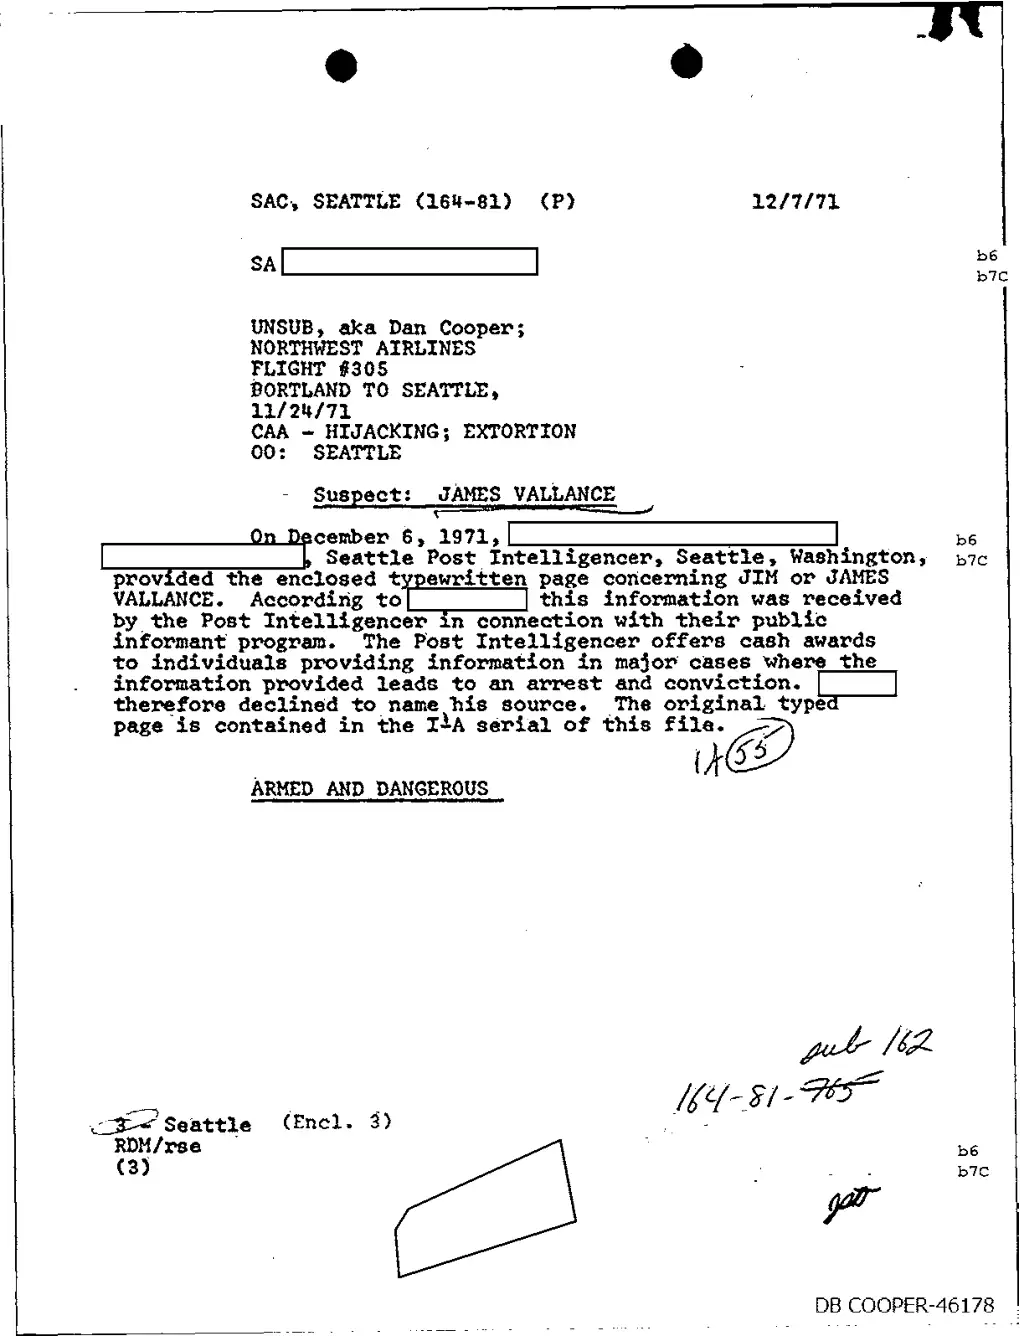 SAC, SEATTLE (164-81) (P) 12/7/71
SA
b6
b7C
UNSUB, aka Dan Cooper;
NORTHWEST AIRLINES
FLIGHT #305
PORTLAND TO SEATTLE,
11/24/71
CAA - HIJACKING; EXTORTION
OO: SEATTLE
Suspect: JAMES VALLANCE
On December 6, 1971,
b6
, Seattle Post Intelligencer, Seattle, Washington,
b7C
provided the enclosed typewritten page concerning JIM or JAMES
VALLANCE. According to this information was received
by the Post Intelligencer in connection with their public
informant program. The Post Intelligencer offers cash awards
to individuals providing information in major cases where the
information provided leads to an arrest and conviction.
therefore declined to name his source. The original typed
page is contained in the I-A serial of this file.
1A 55
ARMED AND DANGEROUS
sub 162
164-81-765
3 - Seattle (Encl. 3)
RDM/rse
(3)
b6
b7C
DB COOPER-46178